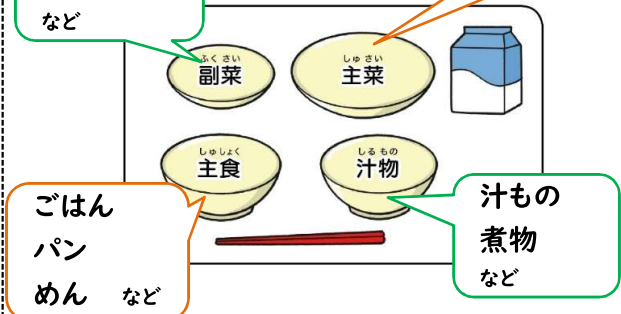 など
ふく さい
副菜
しゅ さい
主菜
しゅしょく
主食
しる もの
汁物
ごはん
パン
めん など
汁もの
煮物
など